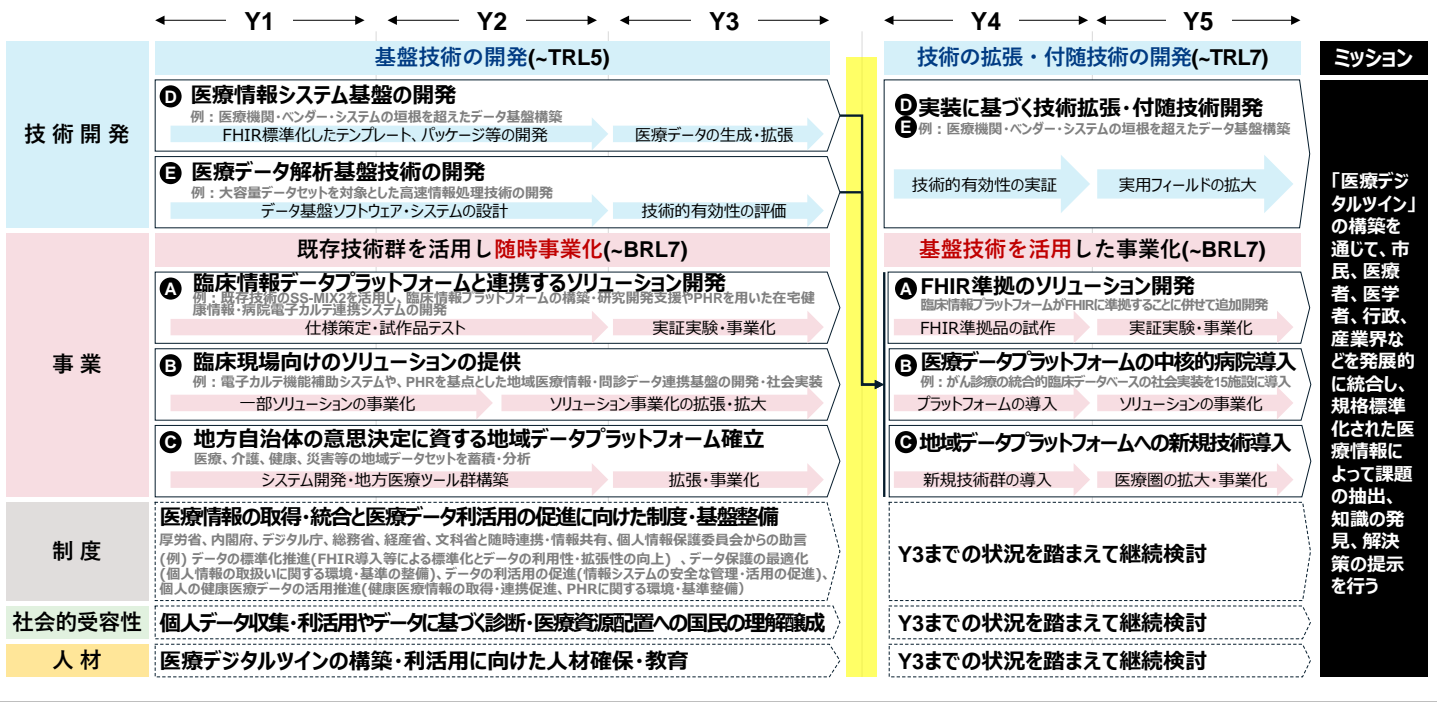 Y1
Y2
Y3
Y4
Y5
基盤技術の開発(~TRL5)
技術の拡張・付随技術の開発(~TRL7)
ミッション
技術開発
D 医療情報システム基盤の開発
例：医療機関・ベンダー・システムの垣根を超えたデータ基盤構築
FHIR標準化したテンプレート、パッケージ等の開発
医療データの生成・拡張
E 医療データ解析基盤技術の開発
例：大容量データセットを対象とした高速情報処理技術の開発
データ基盤ソフトウェア・システムの設計
技術的有効性の評価
D 実装に基づく技術拡張・付随技術開発
E 例：医療機関・ベンダー・システムの垣根を超えたデータ基盤構築
技術的有効性の実証
実用フィールドの拡大
事業
既存技術群を活用し随時事業化(~BRL7)
基盤技術を活用した事業化(~BRL7)
A 臨床情報データプラットフォームと連携するソリューション開発
例：既存技術のSS-MIX2を活用し、臨床情報プラットフォームの構築・研究開発支援やPHRを用いた在宅健
康情報・病院電子カルテ連携システムの開発
仕様策定・試作品テスト
実証実験・事業化
A FHIR準拠のソリューション開発
臨床情報プラットフォームがFHIRに準拠することに併せて追加開発
FHIR準拠品の試作
実証実験・事業化
B 臨床現場向けのソリューションの提供
例：電子カルテ機能補助システムや、PHRを基点とした地域医療情報・問診データ連携基盤の開発・社会実装
一部ソリューションの事業化
ソリューション事業化の拡張・拡大
B 医療データプラットフォームの中核的病院導入
例：がん診療の統合的臨床データベースの社会実装を15施設に導入
プラットフォームの導入
ソリューションの事業化
C 地方自治体の意思決定に資する地域データプラットフォーム確立
医療、介護、健康、災害等の地域データセットを蓄積・分析
システム開発・地方医療ツール群構築
拡張・事業化
C 地域データプラットフォームへの新規技術導入
新規技術群の導入
医療圏の拡大・事業化
制度
医療情報の取得・統合と医療データ利活用の促進に向けた制度・基盤整備
厚労省、内閣府、デジタル庁、総務省、経産省、文科省と随時連携・情報共有、個人情報保護委員会からの助言
(例) データの標準化推進(FHIR導入等による標準化とデータの利用性・拡張性の向上) 、データ保護の最適化
(個人情報の取扱いに関する環境・基準の整備)、データの利活用の促進(情報システムの安全な管理・活用の促進)、
個人の健康医療データの活用推進(健康医療情報の取得・連携促進、PHRに関する環境・基準整備)
Y3までの状況を踏まえて継続検討
社会的受容性
個人データ収集・利活用やデータに基づく診断・医療資源配置への国民の理解醸成
Y3までの状況を踏まえて継続検討
人材
医療デジタルツインの構築・利活用に向けた人材確保・教育
Y3までの状況を踏まえて継続検討
「医療デジ
タルツイン」
の構築を
通じて、市
民、医療
者、医学
者、行政、
産業界な
どを発展的
に統合し、
規格標準
化された医
療情報に
よって課題
の抽出、
知識の発
見、解決
策の提示
を行う